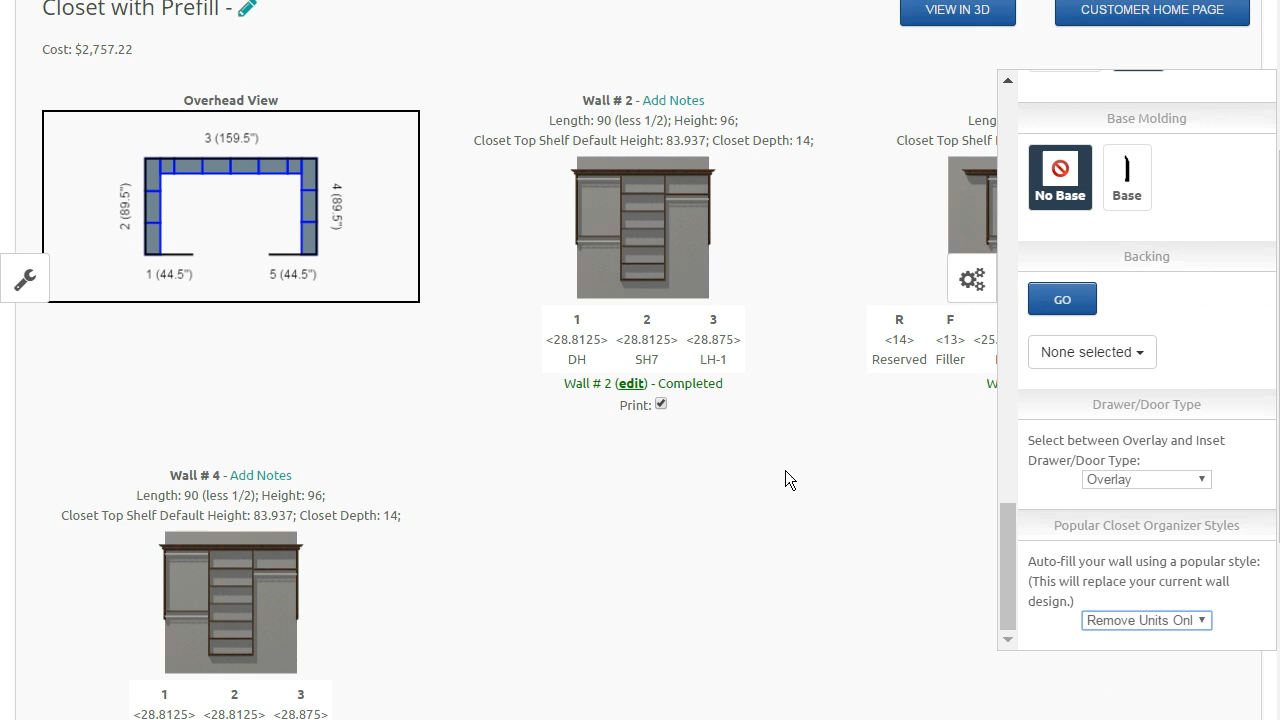 Closet with Prefill -
VIEW IN 3D
CUSTOMER HOME PAGE
Cost: $2,757.22
Overhead View
3 (159.5")
2 (89.5")
4 (89.5")
1 (44.5")
5 (44.5")
Wall # 2 - Add Notes
Length: 90 (less 1/2); Height: 96;
Closet Top Shelf Default Height: 83.937; Closet Depth: 14;
1 2 3
<28.8125> <28.8125> <28.875>
DH SH7 LH-1
Wall # 2 (edit) - Completed
Print:
Leng
Closet Top Shelf
R F
<14> <13> <25.
Reserved Filler
W
Wall # 4 - Add Notes
Length: 90 (less 1/2); Height: 96;
Closet Top Shelf Default Height: 83.937; Closet Depth: 14;
1 2 3
<28.8125> <28.8125> <28.875>
Base Molding
No Base
Base
Backing
GO
None selected
Drawer/Door Type
Select between Overlay and Inset
Drawer/Door Type:
Overlay
Popular Closet Organizer Styles
Auto-fill your wall using a popular style:
(This will replace your current wall
design.)
Remove Units Onl